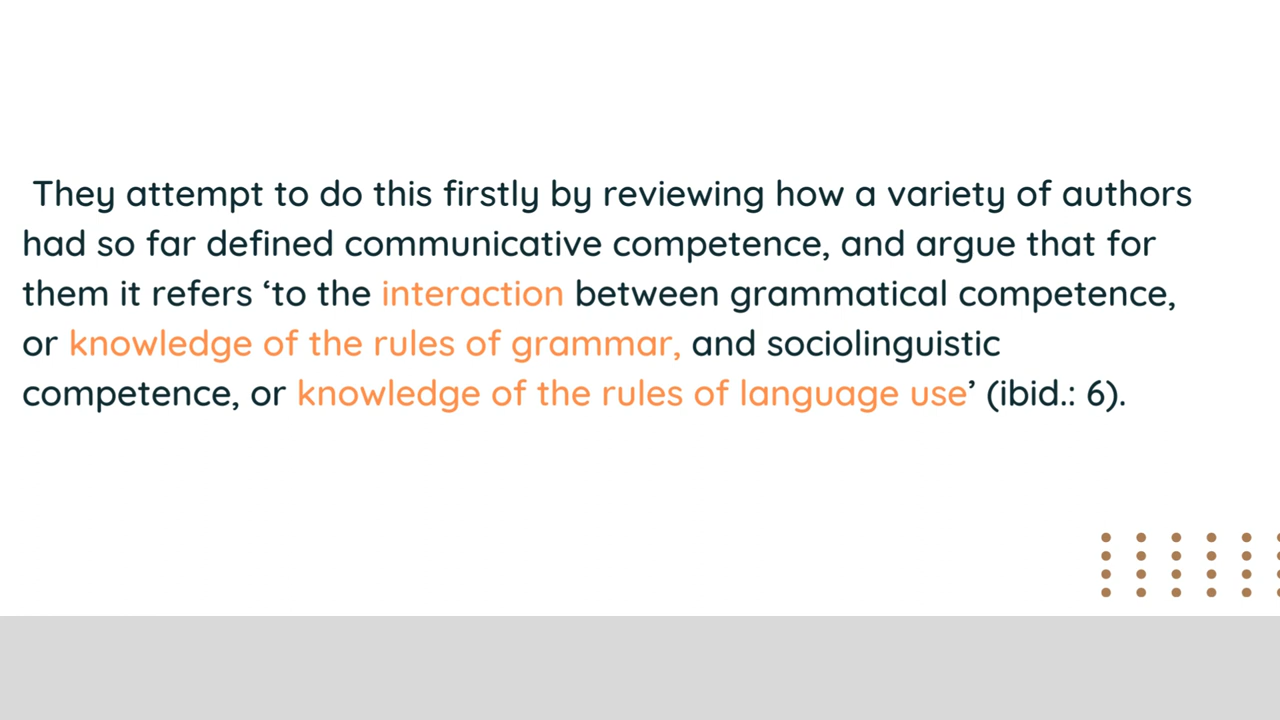 They attempt to do this firstly by reviewing how a variety of authors
had so far defined communicative competence, and argue that for
them it refers ‘to the interaction between grammatical competence,
or knowledge of the rules of grammar, and sociolinguistic
competence, or knowledge of the rules of language use’ (ibid.: 6).